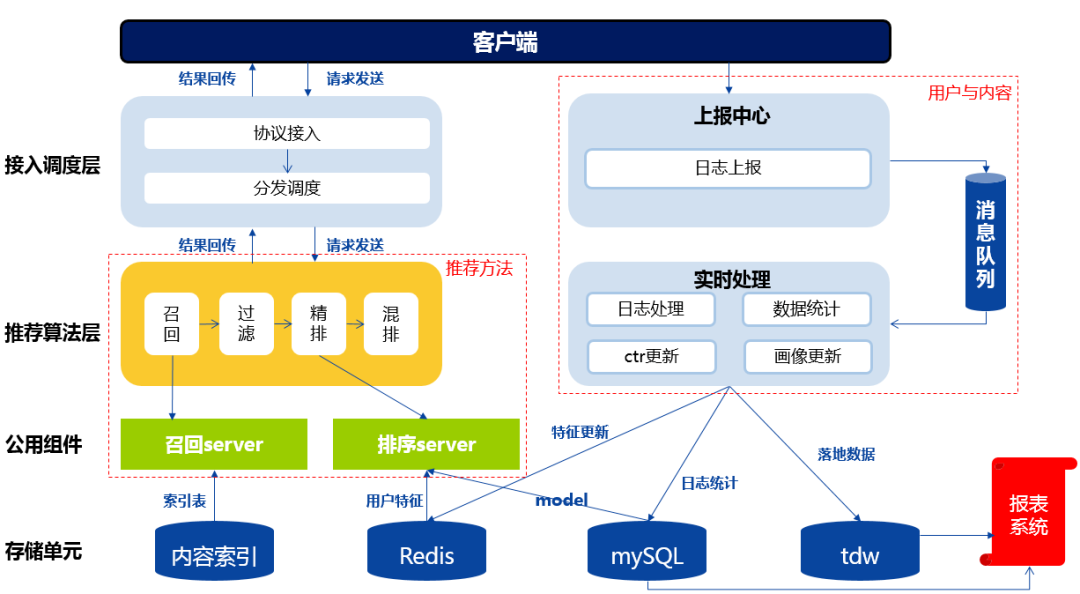 客户端
结果回传
请求发送
用户与内容
上报中心
协议接入
日志上报
接入调度层
分发调度
消
息
队
列
结果回传
请求发送
推荐方法
实时处理
召
回
过
滤
精
排
混
排
日志处理
数据统计
推荐算法层
ctr更新
画像更新
公用组件
召回server
排序server
特征更新
落地数据
日志统计
索引表
用户特征
model
报表
系统
存储单元
内容索引
Redis
mySQL
tdw